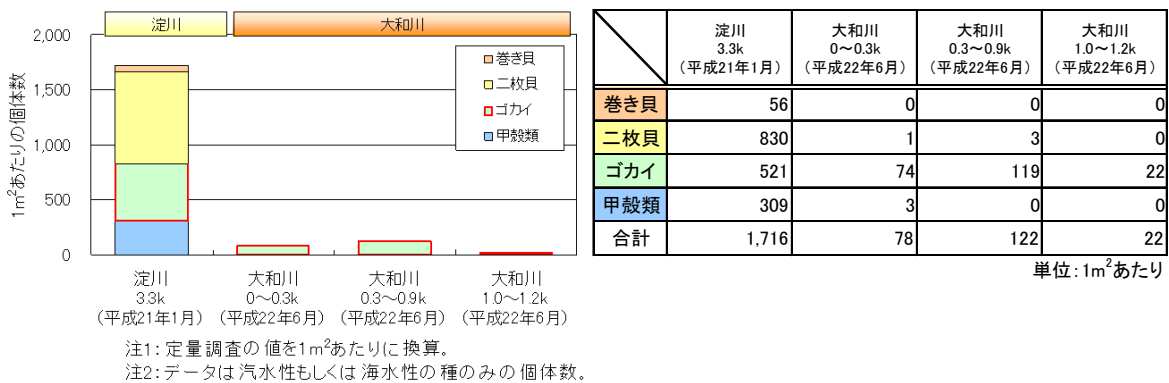 淀川 大和川
2,000
1,500
1,000
500
0
1m²あたりの個体数
巻き貝
二枚貝
ゴカイ
甲殻類
淀川
3.3k
(平成21年1月)
大和川
0～0.3k
(平成22年6月)
大和川
0.3～0.9k
(平成22年6月)
大和川
1.0～1.2k
(平成22年6月)
注1：定量調査の値を1m²あたりに換算。
注2：データは汽水性もしくは海水性の種のみの個体数。
淀川 大和川 大和川 大和川
3.3k 0～0.3k 0.3～0.9k 1.0～1.2k
(平成21年1月) (平成22年6月) (平成22年6月) (平成22年6月)
巻き貝 56 0 0 0
二枚貝 830 1 3 0
ゴカイ 521 74 119 22
甲殻類 309 3 0 0
合計 1,716 78 122 22
単位：1m²あたり